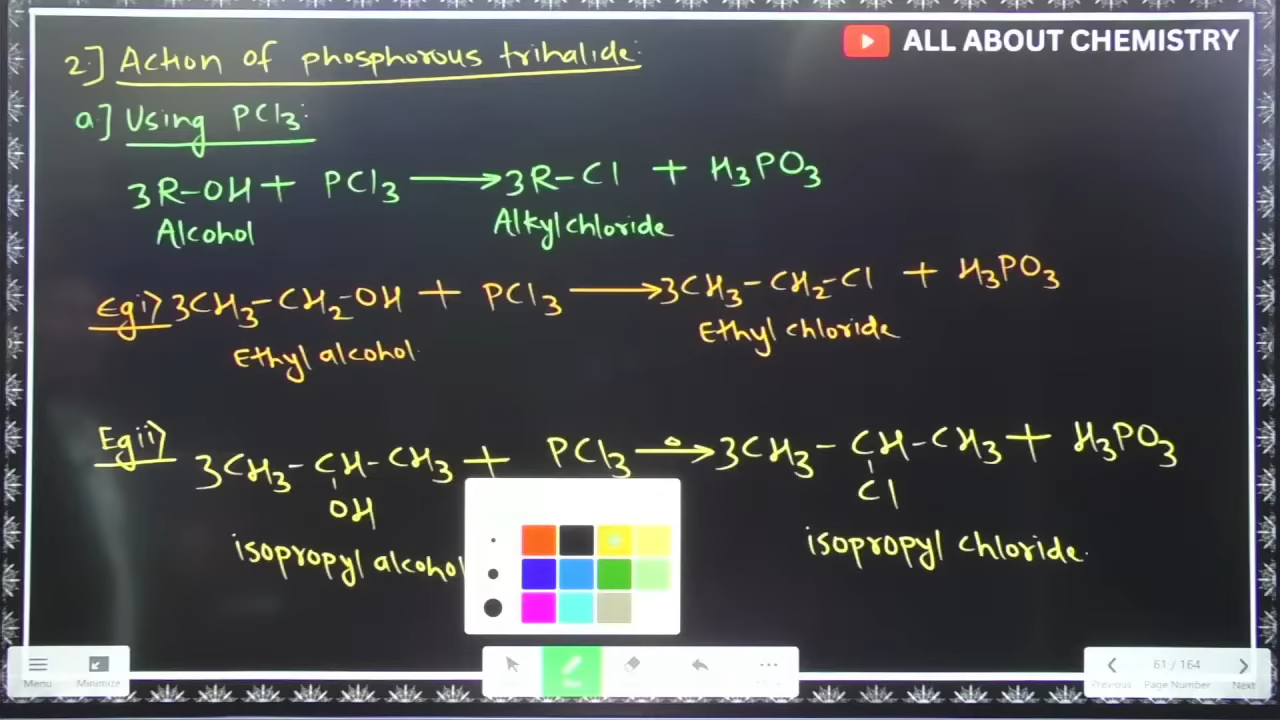 ALL ABOUT CHEMISTRY
2.] Action of phosphorous trihalide:
a] Using PCl3:
3R-OH + PCl3 ⟶ 3R-Cl + H3PO3
Alcohol Alkylchloride
Eg i) 3CH3-CH2-OH + PCl3 ⟶ 3CH3-CH2-Cl + H3PO3
Ethyl alcohol Ethyl chloride
Eg ii) 3CH3-CH-CH3 + PCl3 ⟶ Δ 3CH3-CH-CH3 + H3PO3
OH Cl
isopropyl alcohol isopropyl chloride
Menu Minimize Previous 61 / 164 Page Number Next